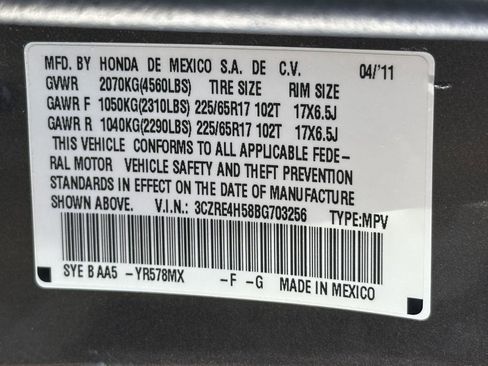 MFD. BY HONDA DE MEXICO S.A. DE C.V. 04/'11
GVWR 2070KG(4560LBS) TIRE SIZE RIM SIZE
GAWR F 1050KG(2310LBS) 225/65R17 102T 17X6.5J
GAWR R 1040KG(2290LBS) 225/65R17 102T 17X6.5J
THIS VEHICLE CONFORMS TO ALL APPLICABLE FEDE-
RAL MOTOR VEHICLE SAFETY AND THEFT PREVENTION
STANDARDS IN EFFECT ON THE DATE OF MANUFACTURE
SHOWN ABOVE. V.I.N.: 3CZRE4H58BG703256 TYPE:MPV
SYE B AA5 -YR578MX -F -G MADE IN MEXICO